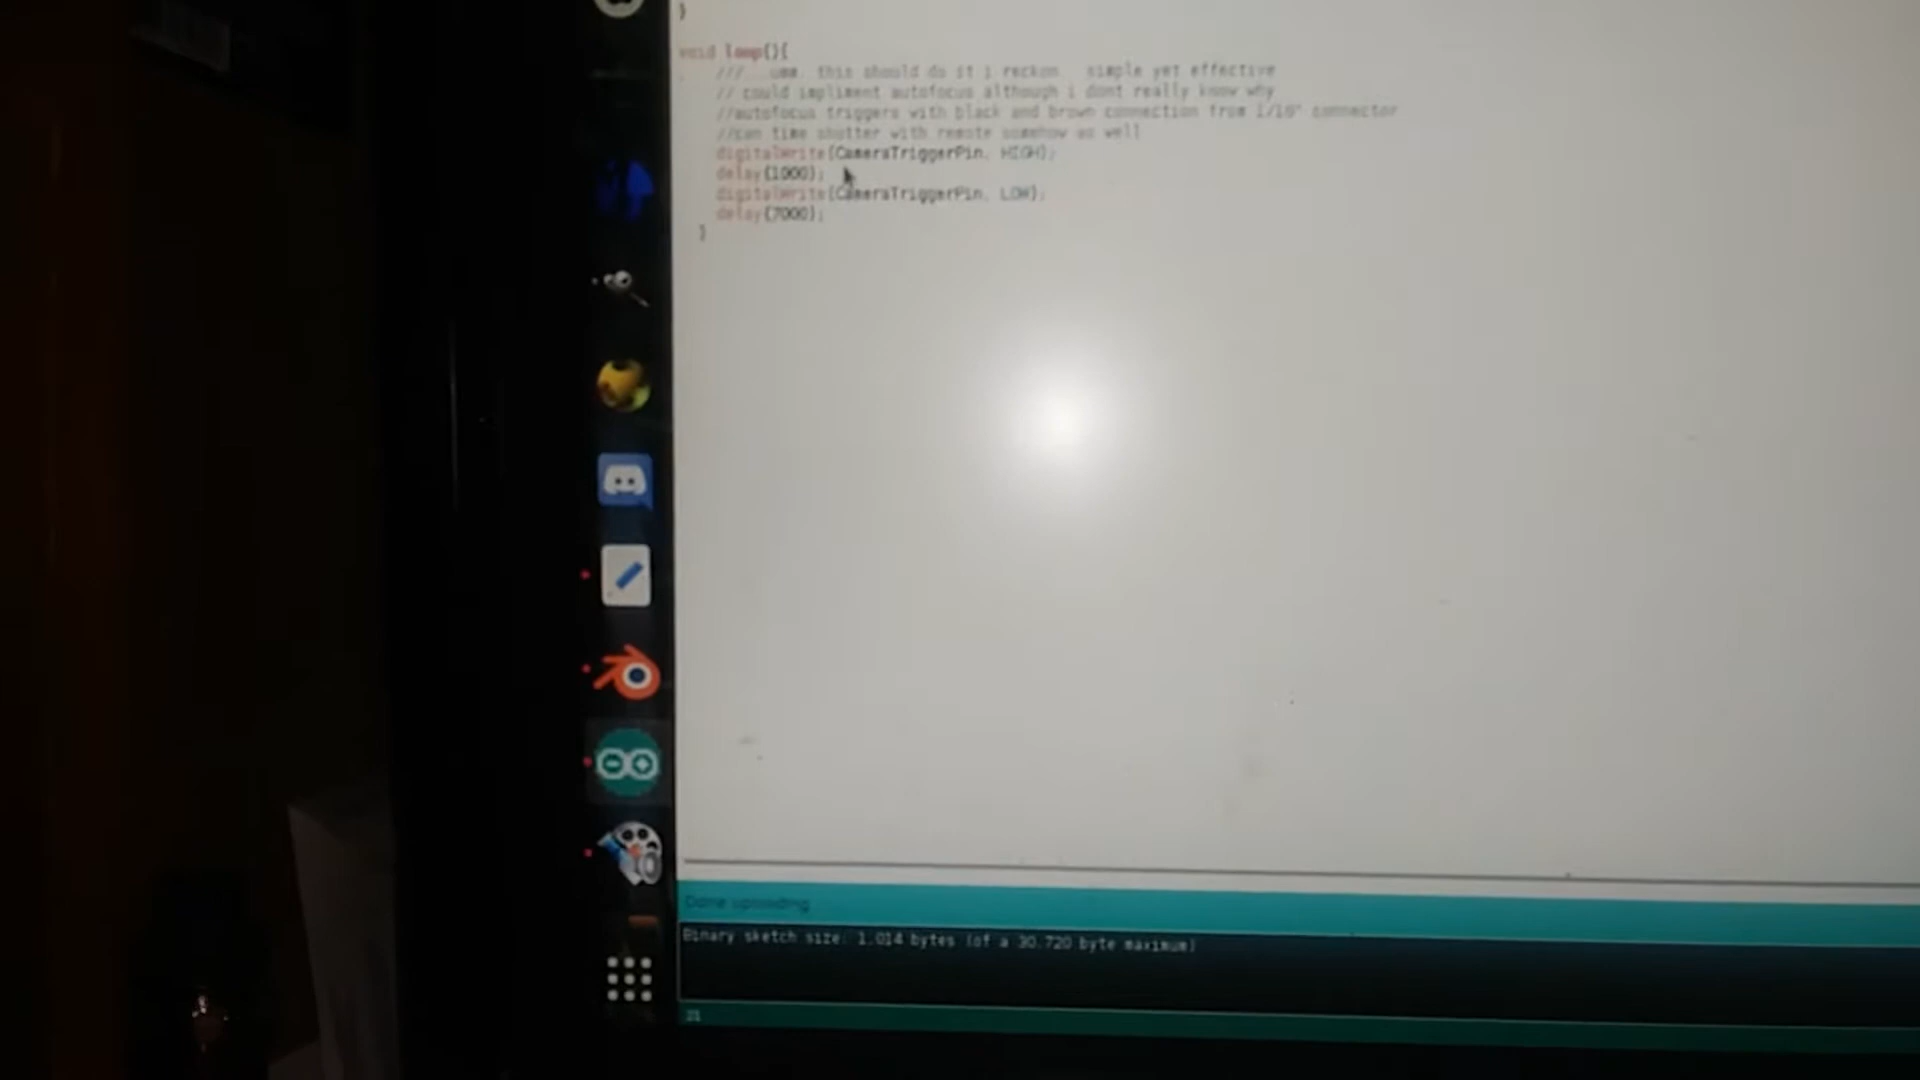 }
void loop(){
/// umm. this should do it i reckon simple yet effective
// could impliment autofocus although i dont really know why
//autofocus triggers with black and brown connection from 1/10" connector
//can time shutter with remote somehow as well
digitalWrite(CameraTriggerPin, HIGH);
delay(1000);
digitalWrite(CameraTriggerPin, LOW);
delay(7000);
}
Done uploading
Binary sketch size: 1,014 bytes (of a 30,720 byte maximum)
21